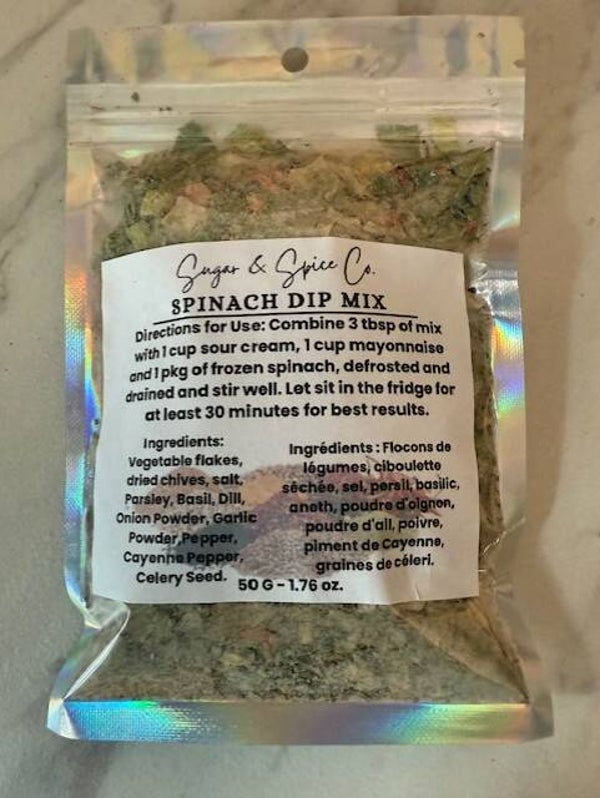 Sugar & Spice Co.
SPINACH DIP MIX
Directions for Use: Combine 3 tbsp of mix
with 1 cup sour cream, 1 cup mayonnaise
and 1 pkg of frozen spinach, defrosted and
drained and stir well. Let sit in the fridge for
at least 30 minutes for best results.
Ingredients:
Vegetable flakes,
dried chives, salt,
Parsley, Basil, Dill,
Onion Powder, Garlic
Powder,Pepper,
Cayenne Pepper,
Celery Seed.
Ingrédients : Flocons de
légumes, ciboulette
séchée, sel, persil, basilic,
aneth, poudre d'oignon,
poudre d'ail, poivre,
piment de Cayenne,
graines de céleri.
50 G - 1.76 oz.